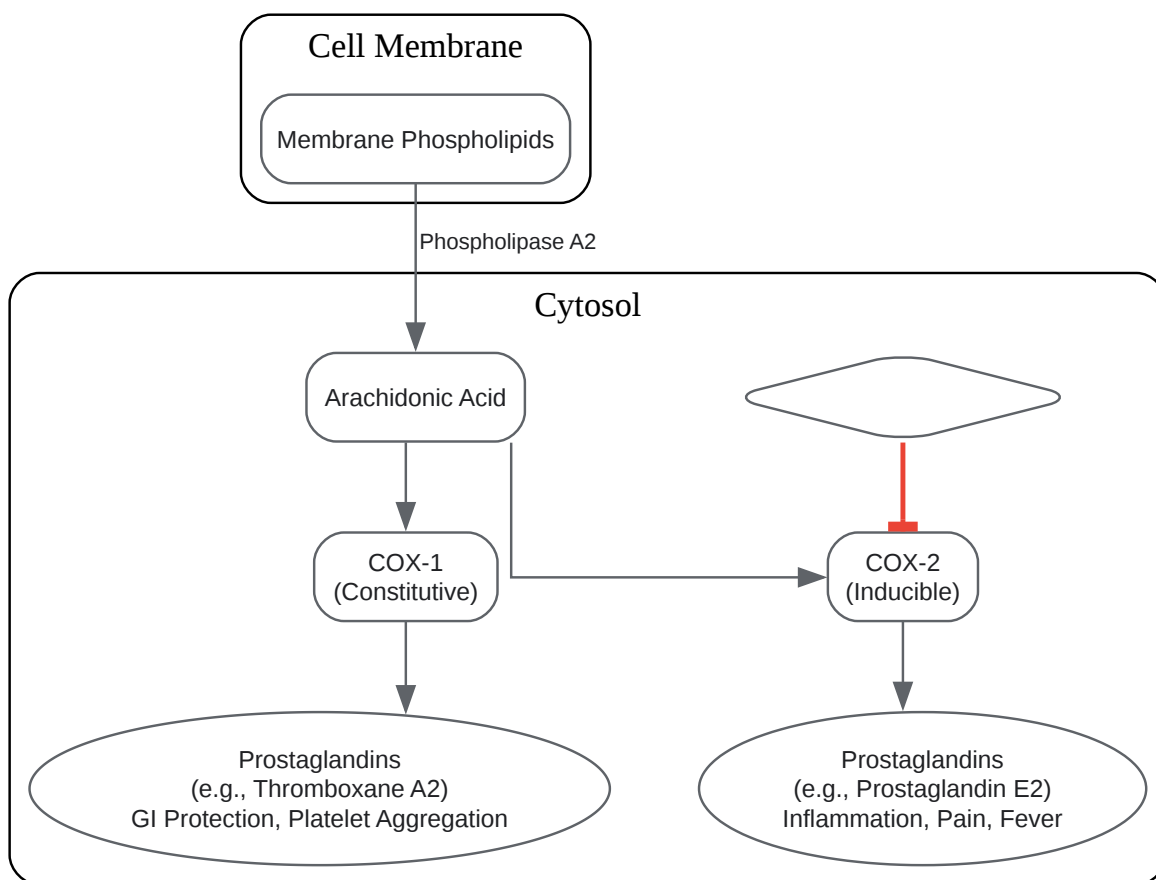 Cell Membrane
Membrane Phospholipids
Phospholipase A2
Cytosol
Arachidonic Acid
COX-1
(Constitutive)
COX-2
(Inducible)
Prostaglandins
(e.g., Thromboxane A2)
GI Protection, Platelet Aggregation
Prostaglandins
(e.g., Prostaglandin E2)
Inflammation, Pain, Fever